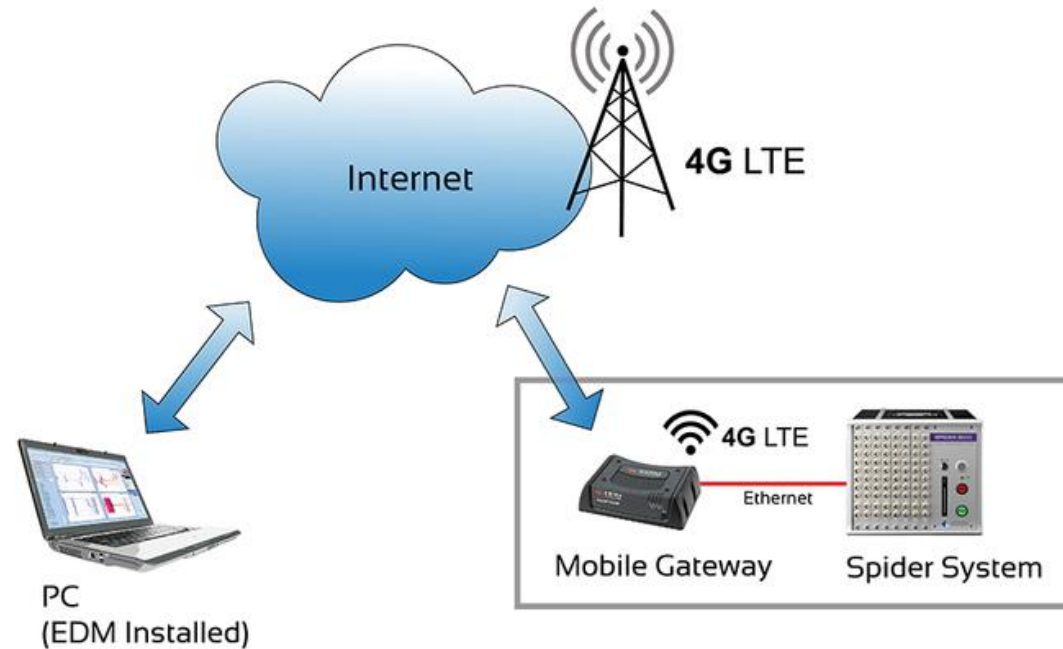 Internet
4G LTE
4G LTE
Ethernet
Mobile Gateway
Spider System
PC
(EDM Installed)